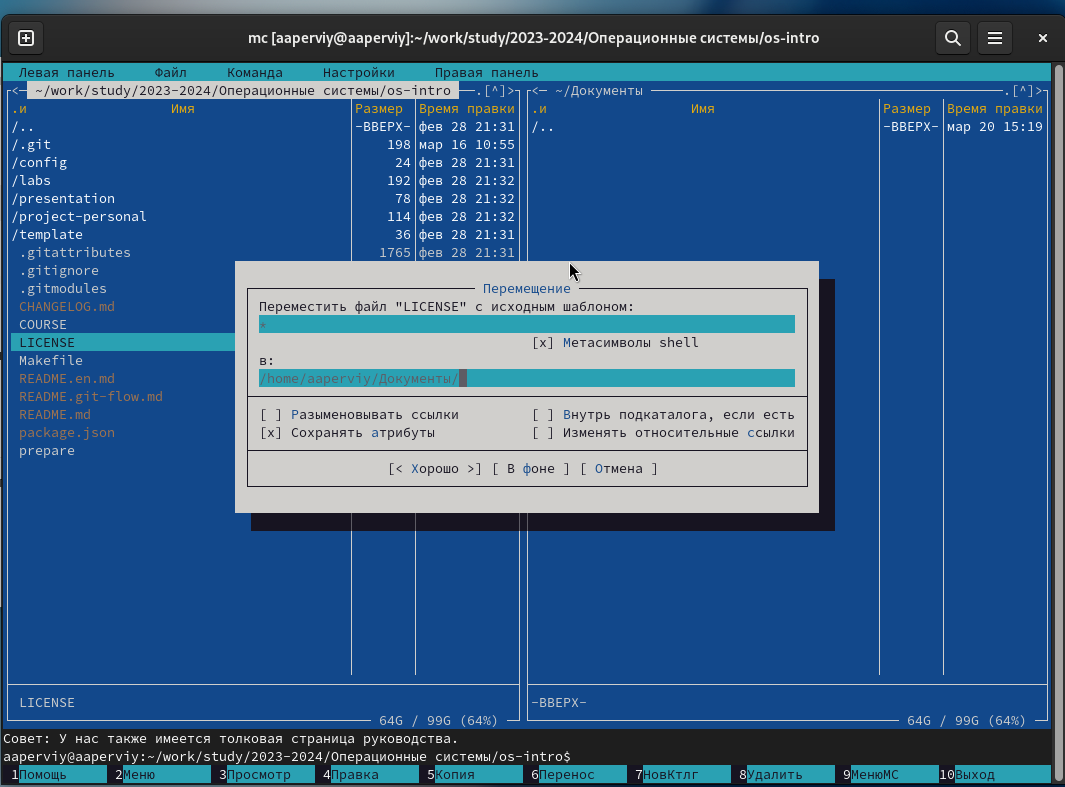 mc [aaperviy@aaperviy]:~/work/study/2023-2024/Операционные системы/os-intro
Левая панель Файл Команда Настройки Правая панель
<─ ~/work/study/2023-2024/Операционные системы/os-intro ─.[^]> <─ ~/Документы ─.[^]>
.и Имя Размер Время правки .и Имя Размер Время правки
/.. -ВВЕРХ- фев 28 21:31 /.. -ВВЕРХ- мар 20 15:19
/.git 198 мар 16 10:55
/config 24 фев 28 21:31
/labs 192 фев 28 21:32
/presentation 78 фев 28 21:32
/project-personal 114 фев 28 21:32
/template 36 фев 28 21:31
.gitattributes 1765 фев 28 21:31
.gitignore
.gitmodules
CHANGELOG.md
COURSE
LICENSE
Makefile
README.en.md
README.git-flow.md
README.md
package.json
prepare
Перемещение
Переместить файл "LICENSE" с исходным шаблоном:
*
[x] Метасимволы shell
в:
/home/aaperviy/Документы/
[ ] Разыменовывать ссылки [ ] Внутрь подкаталога, если есть
[x] Сохранять атрибуты [ ] Изменять относительные ссылки
[< Хорошо >] [ В фоне ] [ Отмена ]
LICENSE -ВВЕРХ-
64G / 99G (64%) 64G / 99G (64%)
Совет: У нас также имеется толковая страница руководства.
aaperviy@aaperviy:~/work/study/2023-2024/Операционные системы/os-intro$
1Помощь 2Меню 3Просмотр 4Правка 5Копия 6Перенос 7НовКтлг 8Удалить 9МенюМС 10Выход